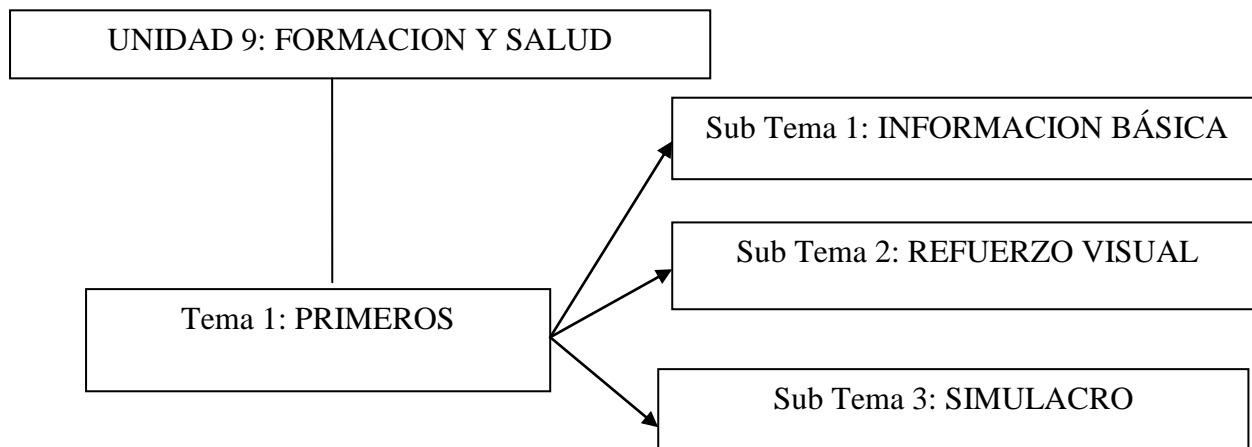 UNIDAD 9: FORMACION Y SALUD
Sub Tema 1: INFORMACION BÁSICA
Sub Tema 2: REFUERZO VISUAL
Tema 1: PRIMEROS
Sub Tema 3: SIMULACRO